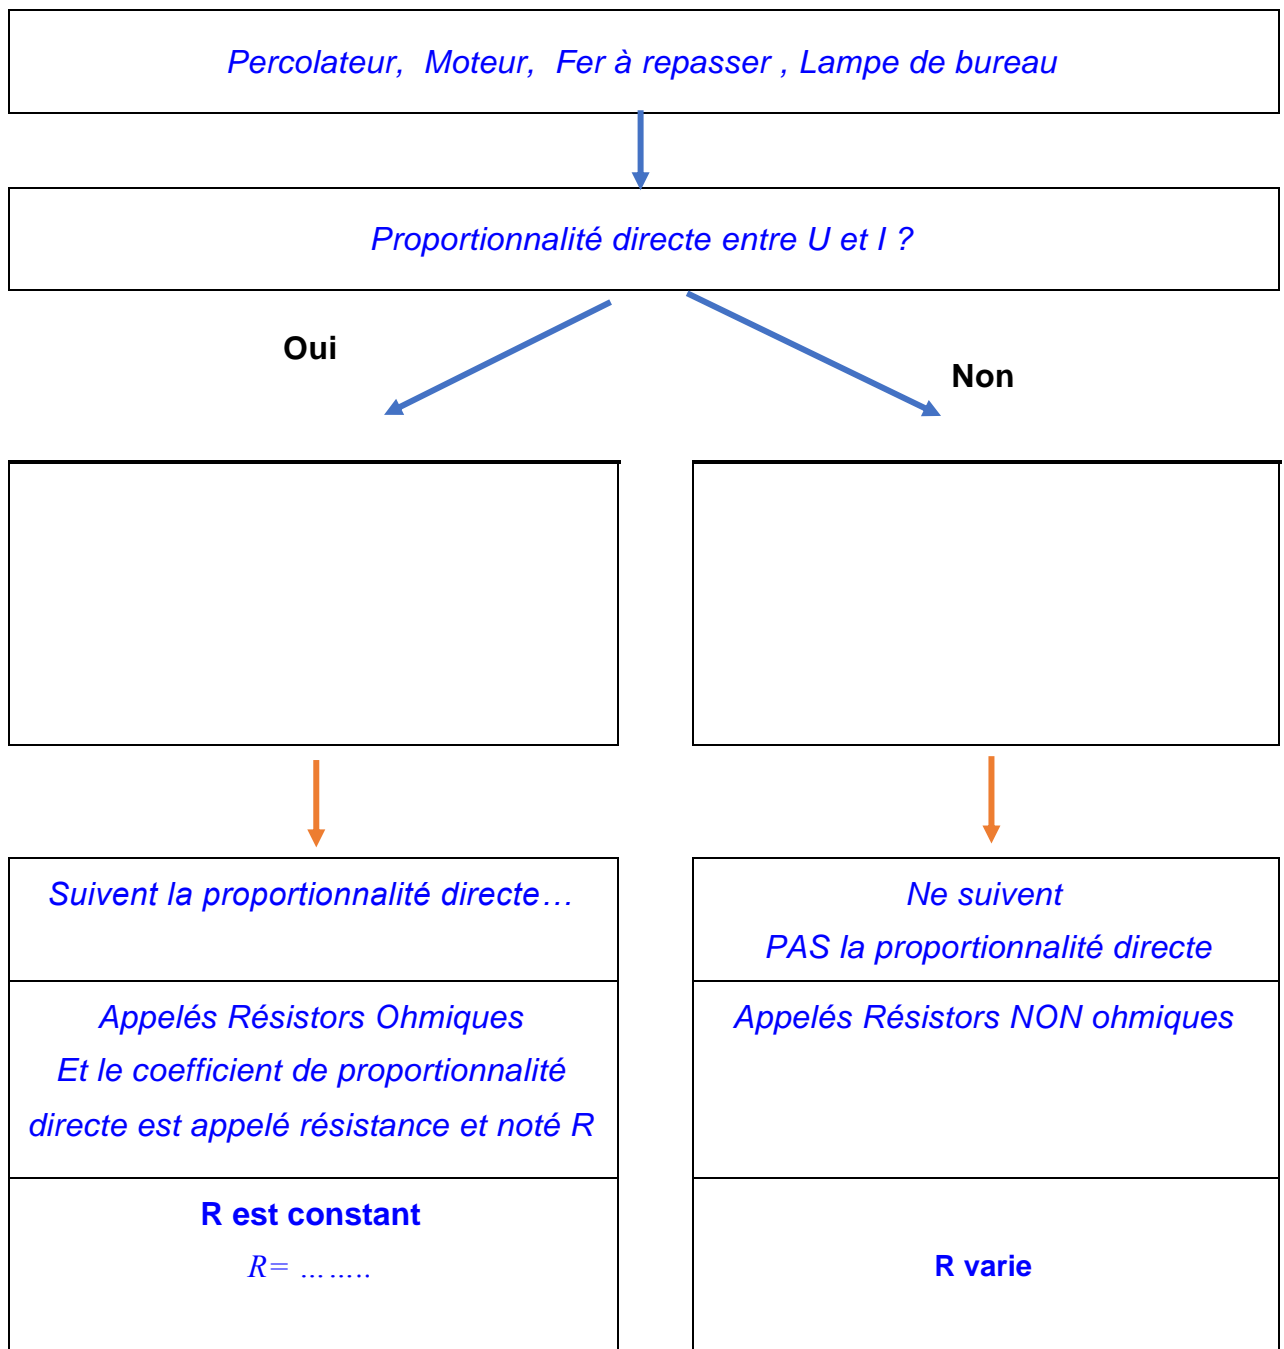 Percolateur, Moteur, Fer à repasser , Lampe de bureau
Proportionnalité directe entre U et I ?
Oui
Non
Suivent la proportionnalité directe…
Ne suivent
PAS la proportionnalité directe
Appelés Résistors Ohmiques
Et le coefficient de proportionnalité
directe est appelé résistance et noté R
Appelés Résistors NON ohmiques
R est constant
R= ……..
R varie